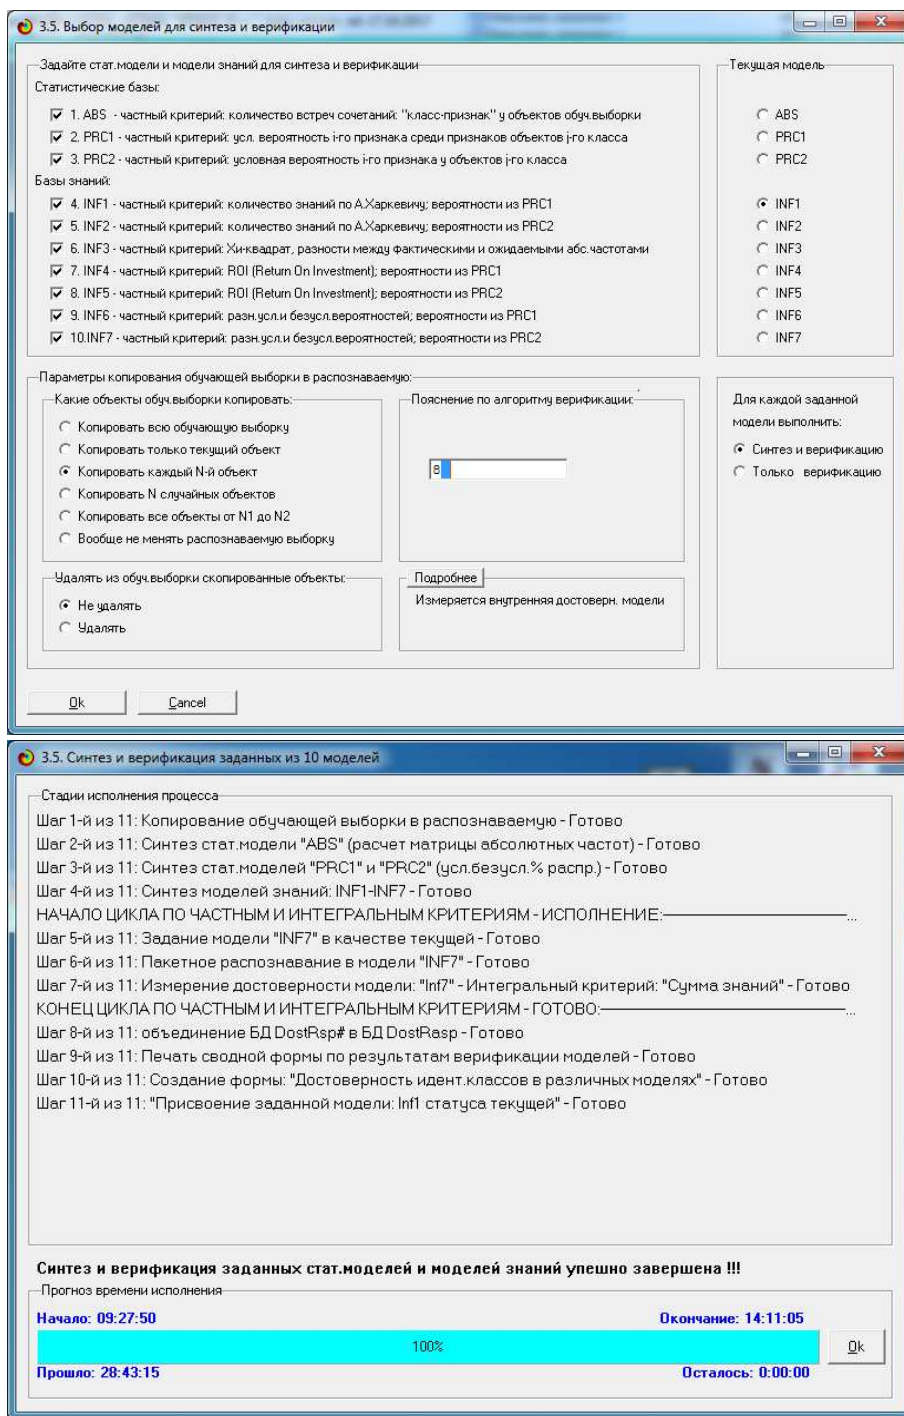 3.5. Выбор моделей для синтеза и верификации
Задайте стат.модели и модели знаний для синтеза и верификации
Статистические базы:
1. ABS - частный критерий: количество встреч сочетаний: "класс-признак" у объектов обуч.выборки
2. PRC1 - частный критерий: усл. вероятность i-го признака среди признаков объектов j-го класса
3. PRC2 - частный критерий: условная вероятность i-го признака у объектов j-го класса
Базы знаний:
4. INF1 - частный критерий: количество знаний по А.Харкевичу; вероятности из PRC1
5. INF2 - частный критерий: количество знаний по А.Харкевичу; вероятности из PRC2
6. INF3 - частный критерий: Хи-квадрат, разности между фактическими и ожидаемыми абс.частотами
7. INF4 - частный критерий: ROI (Return On Investment); вероятности из PRC1
8. INF5 - частный критерий: ROI (Return On Investment); вероятности из PRC2
9. INF6 - частный критерий: разн.усл.и безусл.вероятностей; вероятности из PRC1
10.INF7 - частный критерий: разн.усл.и безусл.вероятностей; вероятности из PRC2
Текущая модель
ABS
PRC1
PRC2
INF1
INF2
INF3
INF4
INF5
INF6
INF7
Параметры копирования обучающей выборки в распознаваемую:
Какие объекты обуч.выборки копировать:
Копировать всю обучающую выборку
Копировать только текущий объект
Копировать каждый N-й объект
Копировать N случайных объектов
Копировать все объекты от N1 до N2
Вообще не менять распознаваемую выборку
Пояснение по алгоритму верификации:
8
Удалять из обуч.выборки скопированные объекты:
Не удалять
Удалять
Подробнее
Измеряется внутренняя достоверн. модели
Для каждой заданной
модели выполнить:
Синтез и верификацию
Только верификацию
Ok
Cancel
3.5. Синтез и верификация заданных из 10 моделей
Стадии исполнения процесса
Шаг 1-й из 11: Копирование обучающей выборки в распознаваемую - Готово
Шаг 2-й из 11: Синтез стат.модели "ABS" (расчет матрицы абсолютных частот) - Готово
Шаг 3-й из 11: Синтез стат.моделей "PRC1" и "PRC2" (усл.безусл.% распр.) - Готово
Шаг 4-й из 11: Синтез моделей знаний: INF1-INF7 - Готово
НАЧАЛО ЦИКЛА ПО ЧАСТНЫМ И ИНТЕГРАЛЬНЫМ КРИТЕРИЯМ - ИСПОЛНЕНИЕ:————————...
Шаг 5-й из 11: Задание модели "INF7" в качестве текущей - Готово
Шаг 6-й из 11: Пакетное распознавание в модели "INF7" - Готово
Шаг 7-й из 11: Измерение достоверности модели: "Inf7" - Интегральный критерий: "Сумма знаний" - Готово
КОНЕЦ ЦИКЛА ПО ЧАСТНЫМ И ИНТЕГРАЛЬНЫМ КРИТЕРИЯМ - ГОТОВО:————————...
Шаг 8-й из 11: объединение БД DostRsp# в БД DostRasp - Готово
Шаг 9-й из 11: Печать сводной формы по результатам верификации моделей - Готово
Шаг 10-й из 11: Создание формы: "Достоверность идент.классов в различных моделях" - Готово
Шаг 11-й из 11: "Присвоение заданной модели: Inf1 статуса текущей" - Готово
Синтез и верификация заданных стат.моделей и моделей знаний упешно завершена !!!
Прогноз времени исполнения
Начало: 09:27:50
Окончание: 14:11:05
100%
Ok
Прошло: 28:43:15
Осталось: 0:00:00